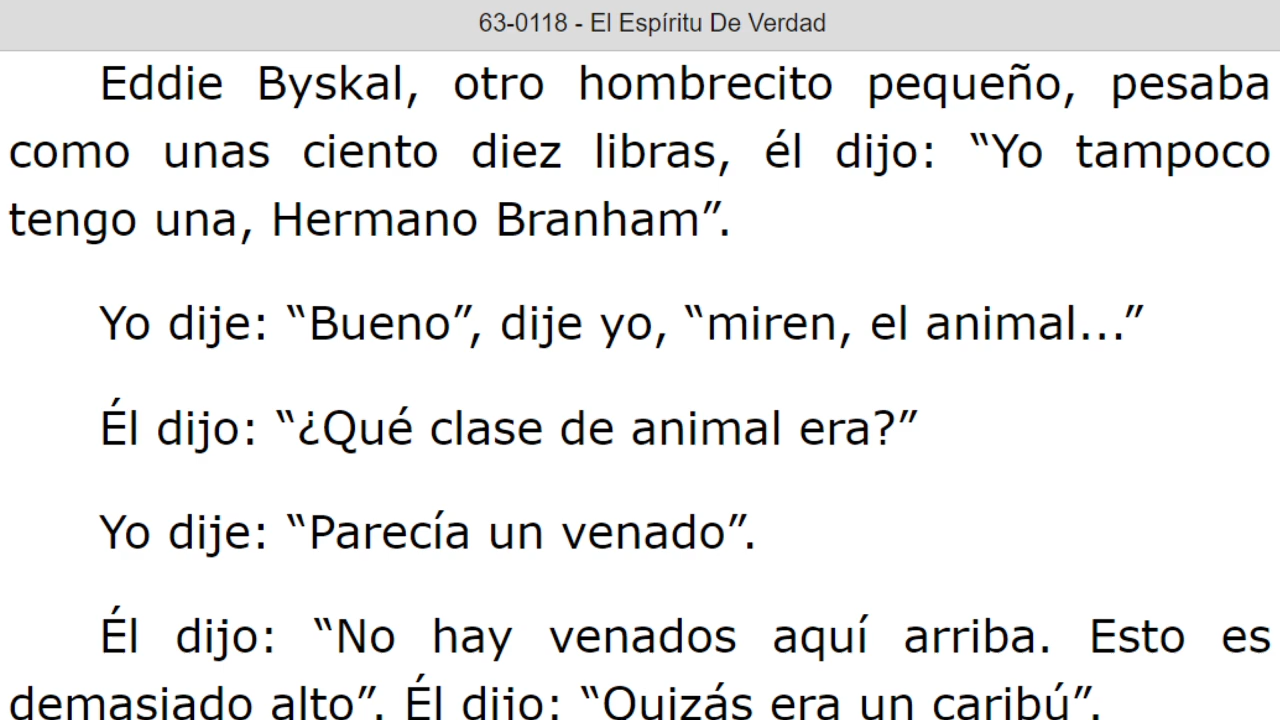 63-0118 - El Espíritu De Verdad
Eddie Byskal, otro hombrecito pequeño, pesaba
como unas ciento diez libras, él dijo: “Yo tampoco
tengo una, Hermano Branham”.
Yo dije: “Bueno”, dije yo, “miren, el animal...”
Él dijo: “¿Qué clase de animal era?”
Yo dije: “Parecía un venado”.
Él dijo: “No hay venados aquí arriba. Esto es
demasiado alto”. Él dijo: “Quizás era un caribú”.